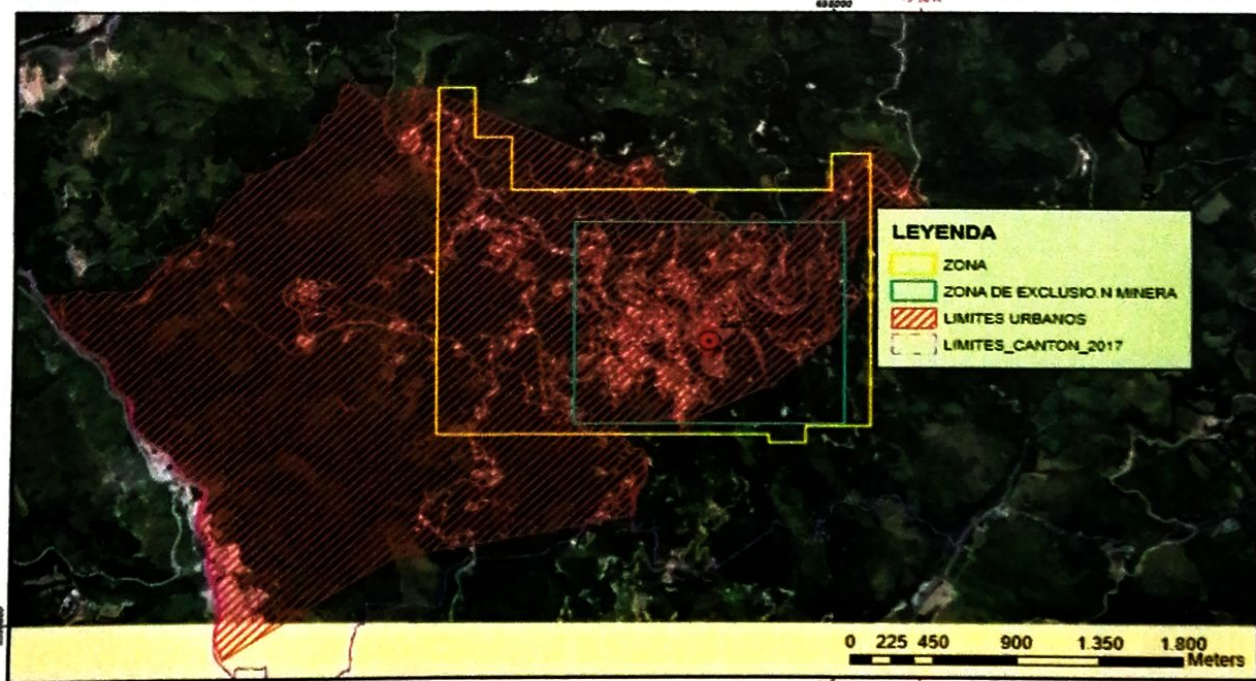 LEYENDA
ZONA
ZONA DE EXCLUSIO.N MINERA
LIMITES URBANOS
LIMITES_CANTON_2017
0 225 450 900 1.350 1.800
Meters